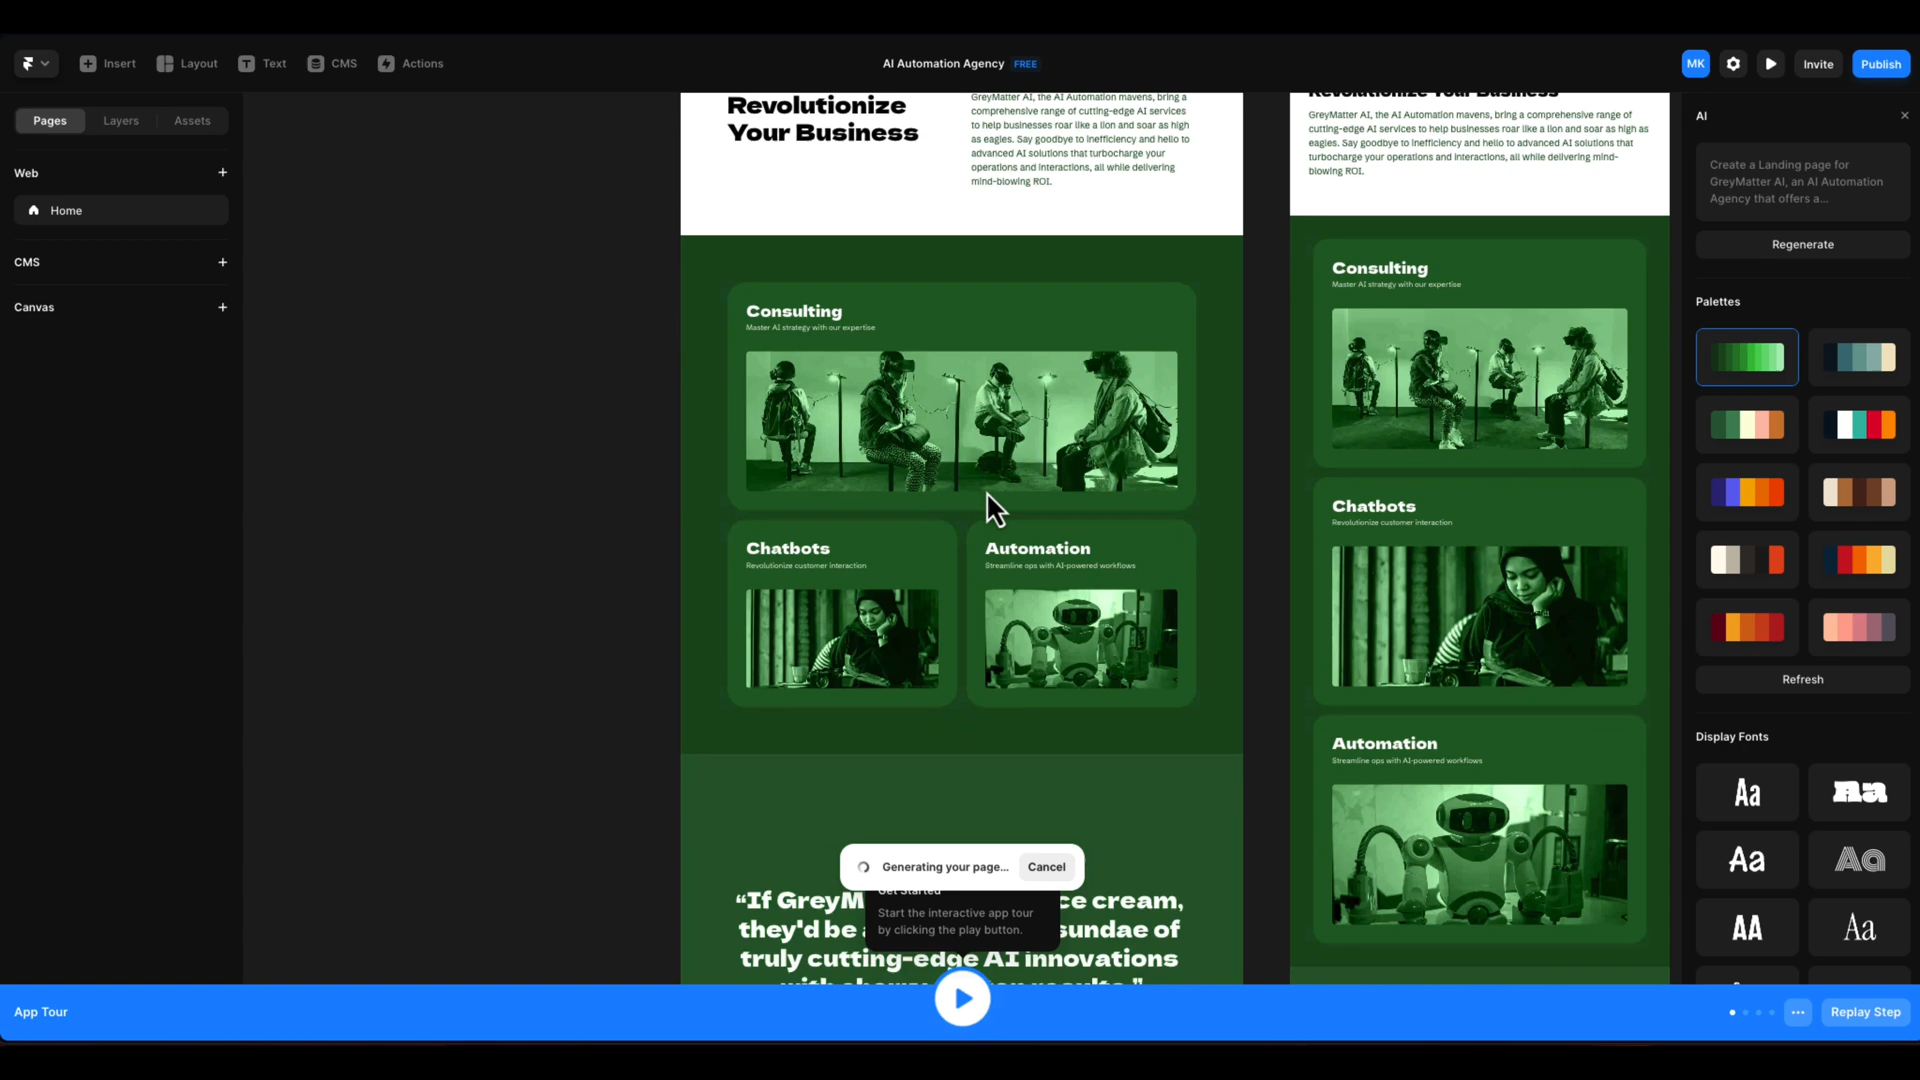 Insert
Layout
Text
CMS
Actions
AI Automation Agency FREE
MK
Invite
Publish
Pages
Layers
Assets
Web
Home
CMS
Canvas
Revolutionize
Your Business
GreyMatter AI, the AI Automation mavens, bring a
comprehensive range of cutting-edge AI services
to help businesses roar like a lion and soar as high
as eagles. Say goodbye to inefficiency and hello to
advanced AI solutions that turbocharge your
operations and interactions, all while delivering
mind-blowing ROI.
Consulting
Master AI strategy with our expertise
Chatbots
Revolutionize customer interaction
Automation
Streamline ops with AI-powered workflows
Generating your page...
Cancel
Get Started
Start the interactive app tour
by clicking the play button.
“If GreyM ce cream,
they'd be sundae of
truly cutting-edge AI innovations
Revolutionize Your Business
GreyMatter AI, the AI Automation mavens, bring a comprehensive range of
cutting-edge AI services to help businesses roar like a lion and soar as high as
eagles. Say goodbye to inefficiency and hello to advanced AI solutions that
turbocharge your operations and interactions, all while delivering mind-
blowing ROI.
Consulting
Master AI strategy with our expertise
Chatbots
Revolutionize customer interaction
Automation
Streamline ops with AI-powered workflows
AI
Create a Landing page for
GreyMatter AI, an AI Automation
Agency that offers a...
Regenerate
Palettes
Refresh
Display Fonts
Aa
Aa
Aa
Aa
AA
Aa
App Tour
Replay Step